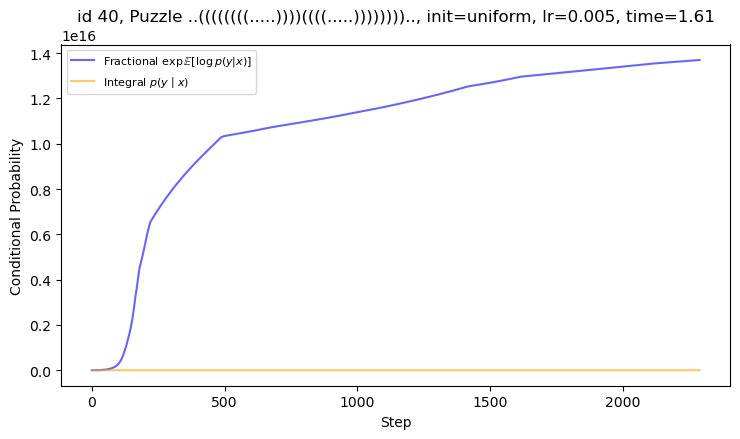 id 40, Puzzle ..((((((((.....))))((((.....)))))))).., init=uniform, lr=0.005, time=1.61
1e16
1.4
1.2
1.0
0.8
0.6
0.4
0.2
0.0
Conditional Probability
Fractional exp𝔼[log p(y|x)]
Integral p(y | x)
0
500
1000
1500
2000
Step